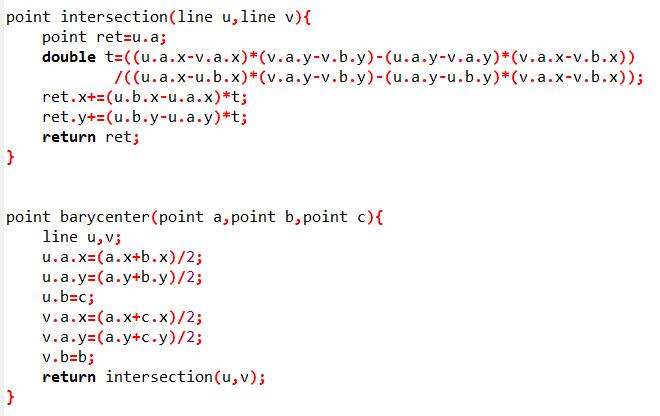 point intersection(line u,line v){
    point ret=u.a;
    double t=((u.a.x-v.a.x)*(v.a.y-v.b.y)-(u.a.y-v.a.y)*(v.a.x-v.b.x))
            /((u.a.x-u.b.x)*(v.a.y-v.b.y)-(u.a.y-u.b.y)*(v.a.x-v.b.x));
    ret.x+=(u.b.x-u.a.x)*t;
    ret.y+=(u.b.y-u.a.y)*t;
    return ret;
}
point barycenter(point a,point b,point c){
    line u,v;
    u.a.x=(a.x+b.x)/2;
    u.a.y=(a.y+b.y)/2;
    u.b=c;
    v.a.x=(a.x+c.x)/2;
    v.a.y=(a.y+c.y)/2;
    v.b=b;
    return intersection(u,v);
}